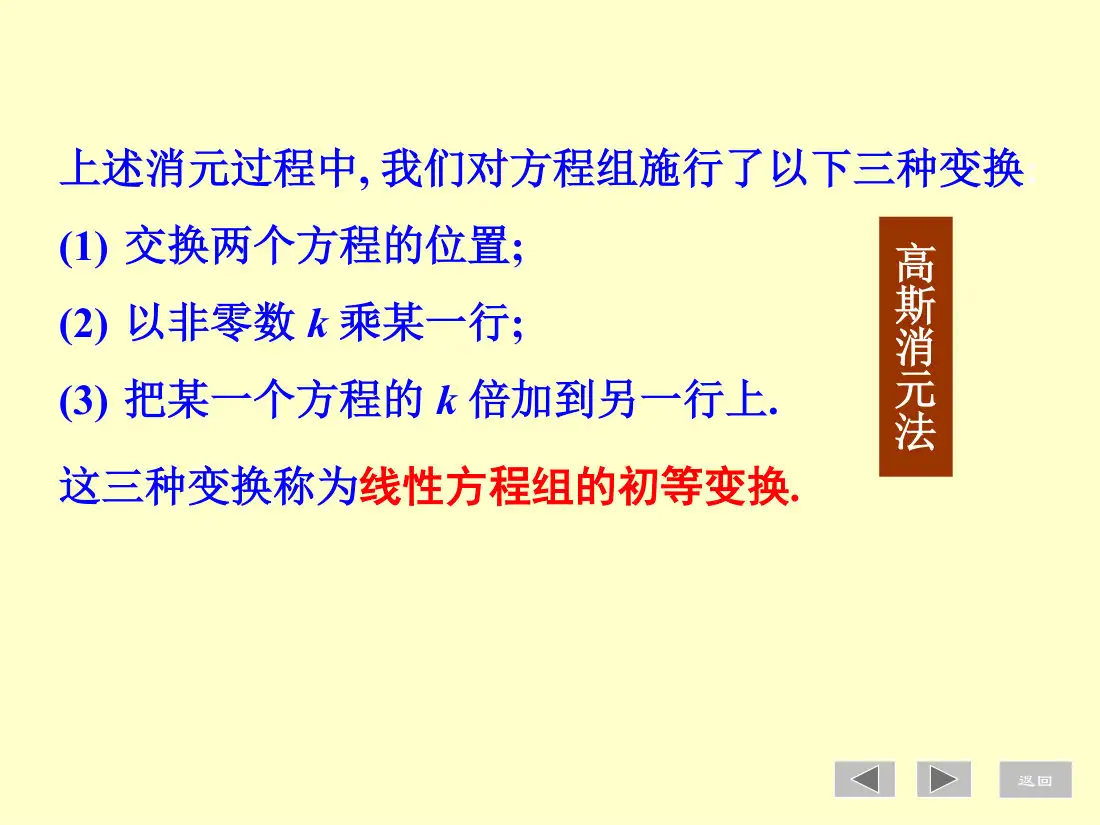 上述消元过程中, 我们对方程组施行了以下三种变换
(1) 交换两个方程的位置;
(2) 以非零数 k 乘某一行;
(3) 把某一个方程的 k 倍加到另一行上.
这三种变换称为线性方程组的初等变换.
高斯消元法
返回